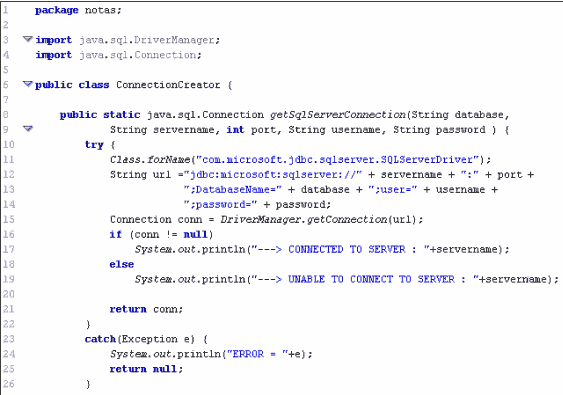 1 package notas;
2
3 import java.sql.DriverManager;
4 import java.sql.Connection;
5
6 public class ConnectionCreator {
7
8 public static java.sql.Connection getSqlServerConnection(String database,
9 String servername, int port, String username, String password ) {
10 try {
11 Class.forName("com.microsoft.jdbc.sqlserver.SQLServerDriver");
12 String url ="jdbc:microsoft:sqlserver://" + servername + ":" + port +
13 ";DatabaseName=" + database + ";user=" + username +
14 ";password=" + password;
15 Connection conn = DriverManager.getConnection(url);
16 if (conn != null)
17 System.out.println("---> CONNECTED TO SERVER : "+servername);
18 else
19 System.out.println("---> UNABLE TO CONNECT TO SERVER : "+servername);
20
21 return conn;
22 }
23 catch(Exception e) {
24 System.out.println("ERROR = "+e);
25 return null;
26 }